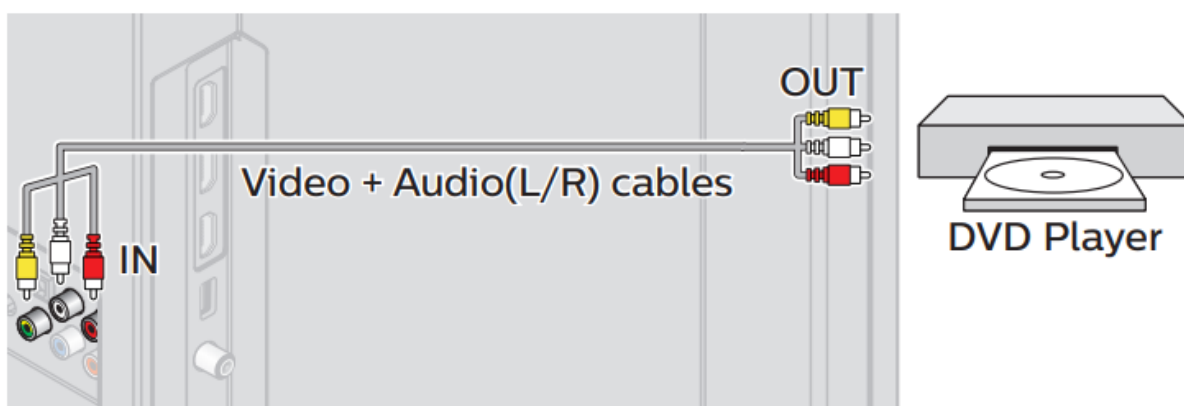 OUT
Video + Audio(L/R) cables
IN
DVD Player